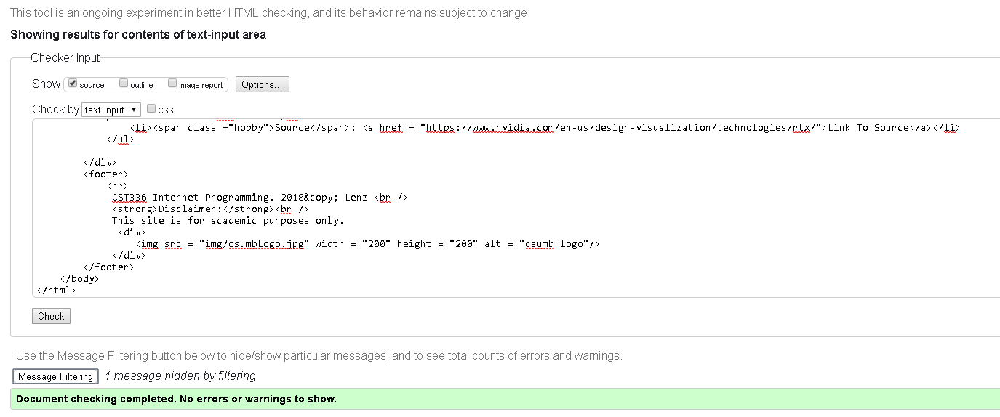 This tool is an ongoing experiment in better HTML checking, and its behavior remains subject to change
Showing results for contents of text-input area
Checker Input
Show source outline image report Options...
Check by text input css
<li><span class ="hobby">Source</span>: <a href = "https://www.nvidia.com/en-us/design-visualization/technologies/rtx/">Link To Source</a></li>
</ul>
</div>
<footer>
<hr>
CST336 Internet Programming. 2018&copy; Lenz <br />
<strong>Disclaimer:</strong><br />
This site is for academic purposes only.
<div>
<img src = "img/csumbLogo.jpg" width = "200" height = "200" alt = "csumb logo"/>
</div>
</footer>
</body>
</html>
Check
Use the Message Filtering button below to hide/show particular messages, and to see total counts of errors and warnings.
Message Filtering 1 message hidden by filtering
Document checking completed. No errors or warnings to show.